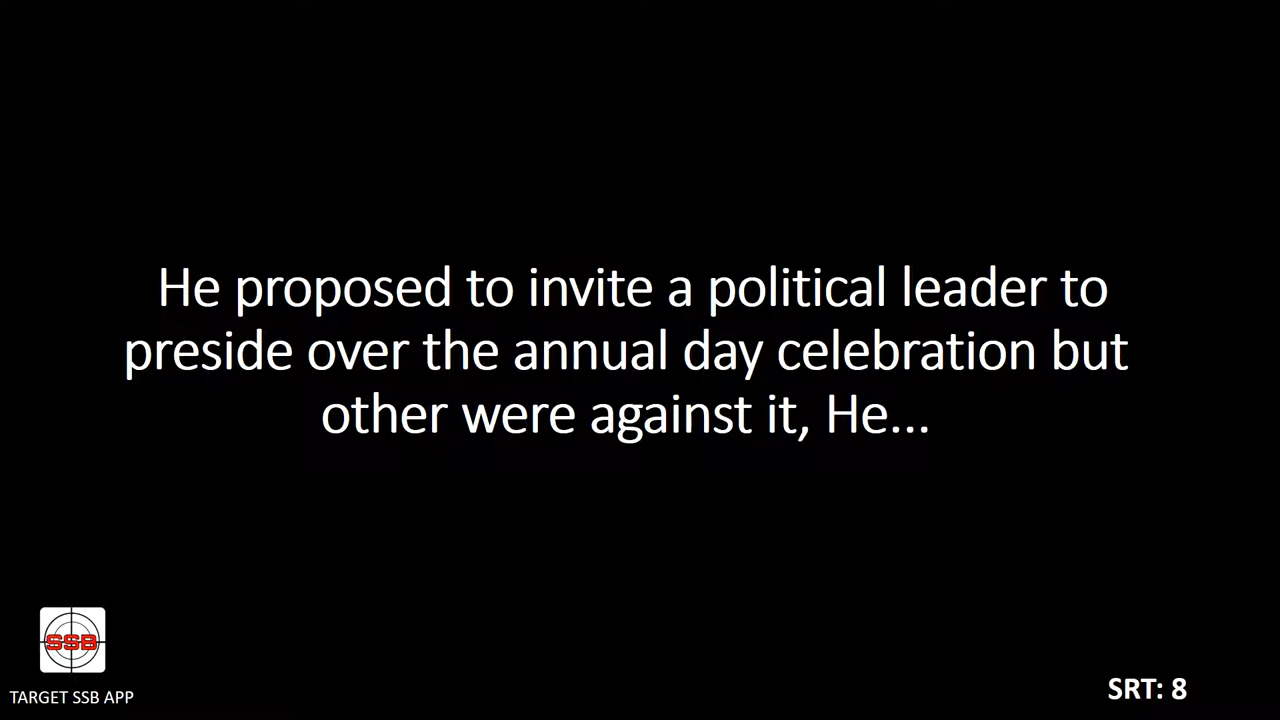 He proposed to invite a political leader to
preside over the annual day celebration but
other were against it, He...
SSB
TARGET SSB APP
SRT: 8